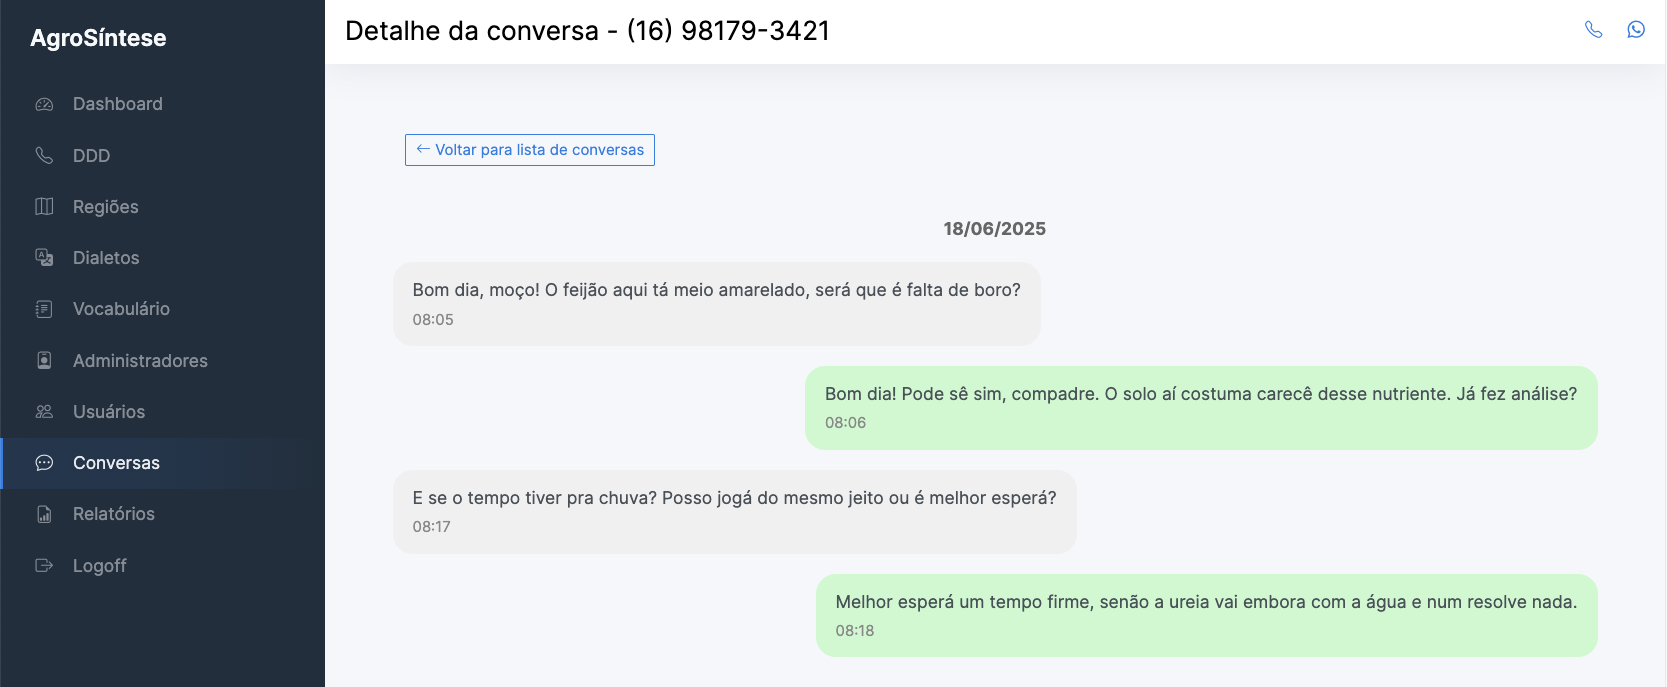 AgroSíntese
Dashboard
DDD
Regiões
Dialetos
Vocabulário
Administradores
Usuários
Conversas
Relatórios
Logoff
Detalhe da conversa - (16) 98179-3421
← Voltar para lista de conversas
18/06/2025
Bom dia, moço! O feijão aqui tá meio amarelado, será que é falta de boro?
08:05
Bom dia! Pode sê sim, compadre. O solo aí costuma carecê desse nutriente. Já fez análise?
08:06
E se o tempo tiver pra chuva? Posso jogá do mesmo jeito ou é melhor esperá?
08:17
Melhor esperá um tempo firme, senão a ureia vai embora com a água e num resolve nada.
08:18